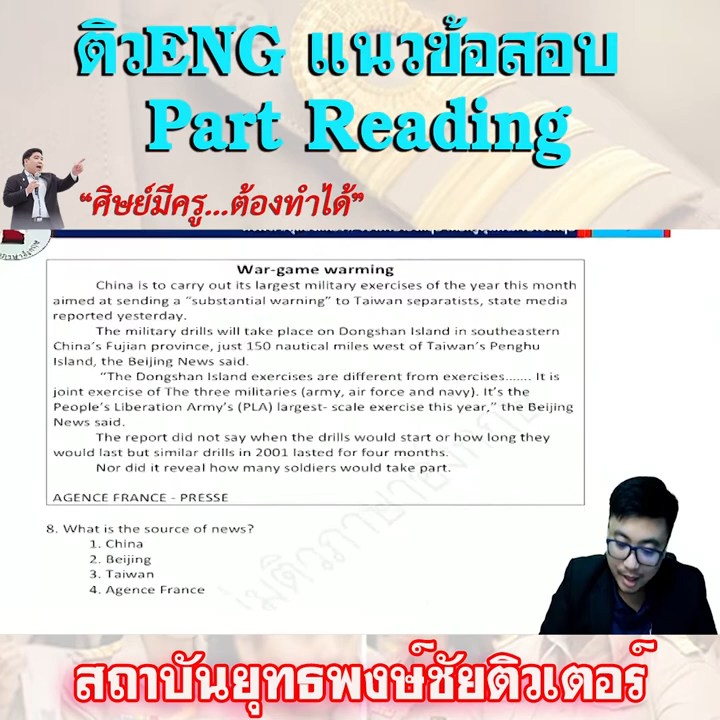 ติวENG แนวข้อสอบ
Part Reading
“ศิษย์มีครู...ต้องทำได้”
War-game warming
China is to carry out its largest military exercises of the year this month
aimed at sending a “substantial warning” to Taiwan separatists, state media
reported yesterday.
The military drills will take place on Dongshan Island in southeastern
China’s Fujian province, just 150 nautical miles west of Taiwan’s Penghu
Island, the Beijing News said.
“The Dongshan Island exercises are different from exercises....... It is
joint exercise of The three militaries (army, air force and navy). It’s the
People’s Liberation Army’s (PLA) largest- scale exercise this year,” the Beijing
News said.
The report did not say when the drills would start or how long they
would last but similar drills in 2001 lasted for four months.
Nor did it reveal how many soldiers would take part.
AGENCE FRANCE - PRESSE
8. What is the source of news?
1. China
2. Beijing
3. Taiwan
4. Agence France
สถาบันยุทธพงษ์ชัยติวเตอร์